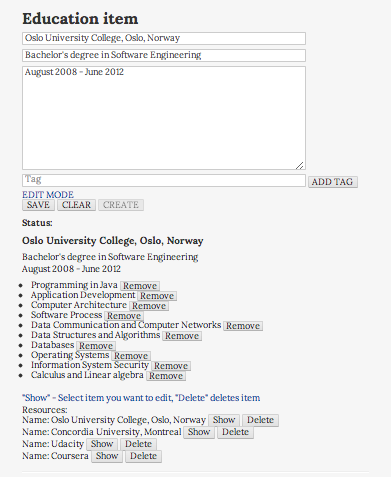 Education item
Oslo University College, Oslo, Norway
Bachelor's degree in Software Engineering
August 2008 - June 2012
Tag
ADD TAG
EDIT MODE
SAVE CLEAR CREATE
Status:
Oslo University College, Oslo, Norway
Bachelor's degree in Software Engineering
August 2008 - June 2012
Programming in Java Remove
Application Development Remove
Computer Architecture Remove
Software Process Remove
Data Communication and Computer Networks Remove
Data Structures and Algorithms Remove
Databases Remove
Operating Systems Remove
Information System Security Remove
Calculus and Linear algebra Remove
"Show" - Select item you want to edit, "Delete" deletes item
Resources:
Name: Oslo University College, Oslo, Norway Show Delete
Name: Concordia University, Montreal Show Delete
Name: Udacity Show Delete
Name: Coursera Show Delete